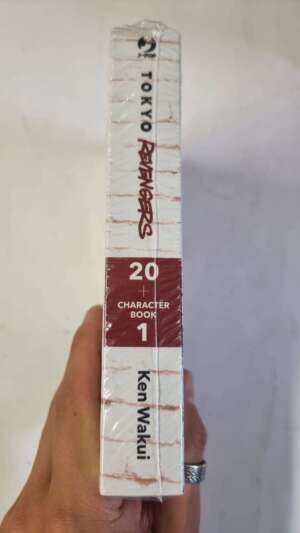 TOKYO REVENGERS
20
+
CHARACTER
BOOK
1
Ken Wakui